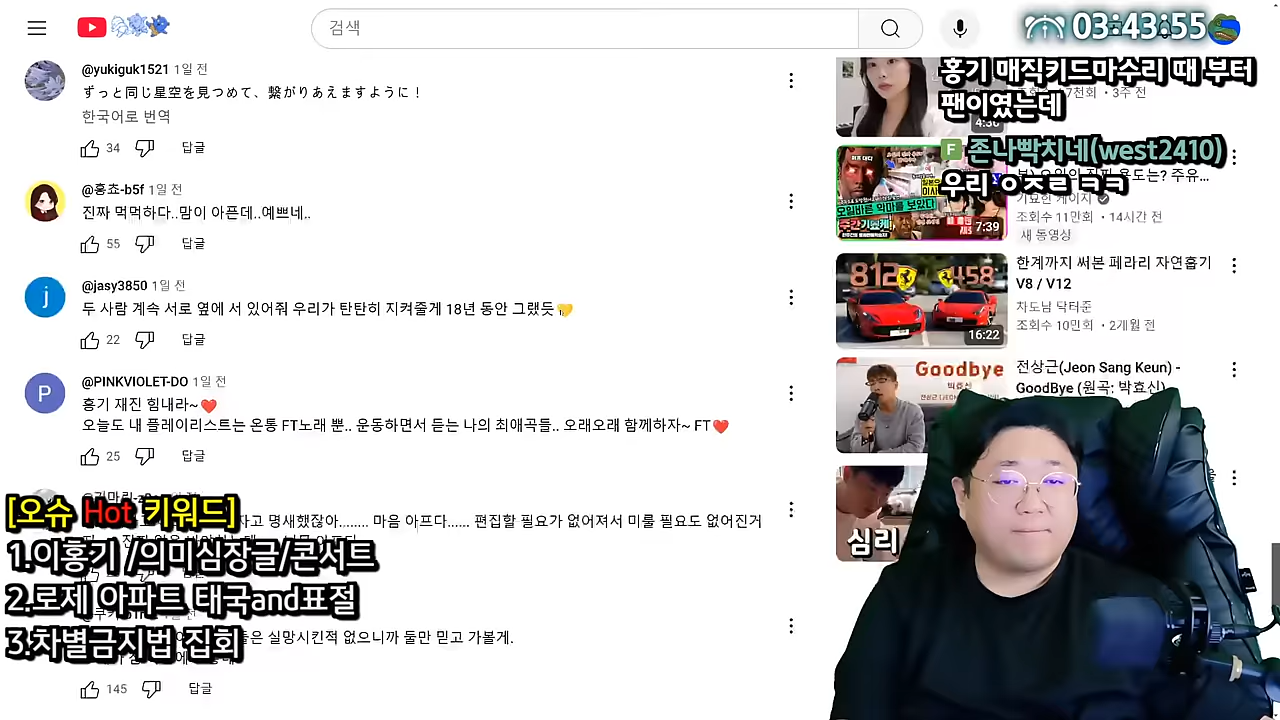 검색
03:43:55
@yukiguk1521 1일 전
ずっと同じ星空を見つめて、繋がりあえますように！
한국어로 번역
34 답글
@홍쵸-b5f 1일 전
진짜 먹먹하다..맘이 아픈데..예쁘네..
55 답글
@jasy3850 1일 전
두 사람 계속 서로 옆에 서 있어줘 우리가 탄탄히 지켜줄게 18년 동안 그랬듯🤝
22 답글
@PINKVIOLET-DO 1일 전
홍기 재진 힘내라~❤️
오늘도 내 플레이리스트는 온통 FT노래 뿐.. 운동하면서 듣는 나의 최애곡들.. 오래오래 함께하자~ FT❤️
25 답글
자고 명새했잖아........ 마음 아프다...... 편집할 필요가 없어져서 미룰 필요도 없어진거
실망시킨적 없으니까 둘만 믿고 가볼게.
145 답글
[오슈 Hot 키워드]
1.이홍기 /의미심장글/콘서트
2.로제 아파트 태국and표절
3.차별금지법 집회
홍기 매직키드마수리 때 부터
팬이였는데
4:30
3주 전
F 존나빡치네(west2410)
우리 ㅇㅈㄹ ㅋㅋ
7:39
용도는? 주유...
기묘한 케이지
조회수 11만회 • 14시간 전
새 동영상
812 458
16:22
한계까지 써본 페라리 자연흡기
V8 / V12
차도남 닥터준
조회수 10만회 • 2개월 전
Goodbye
박효신
전상근(Jeon Sang Keun) -
GoodBye (원곡: 박효신)
심리